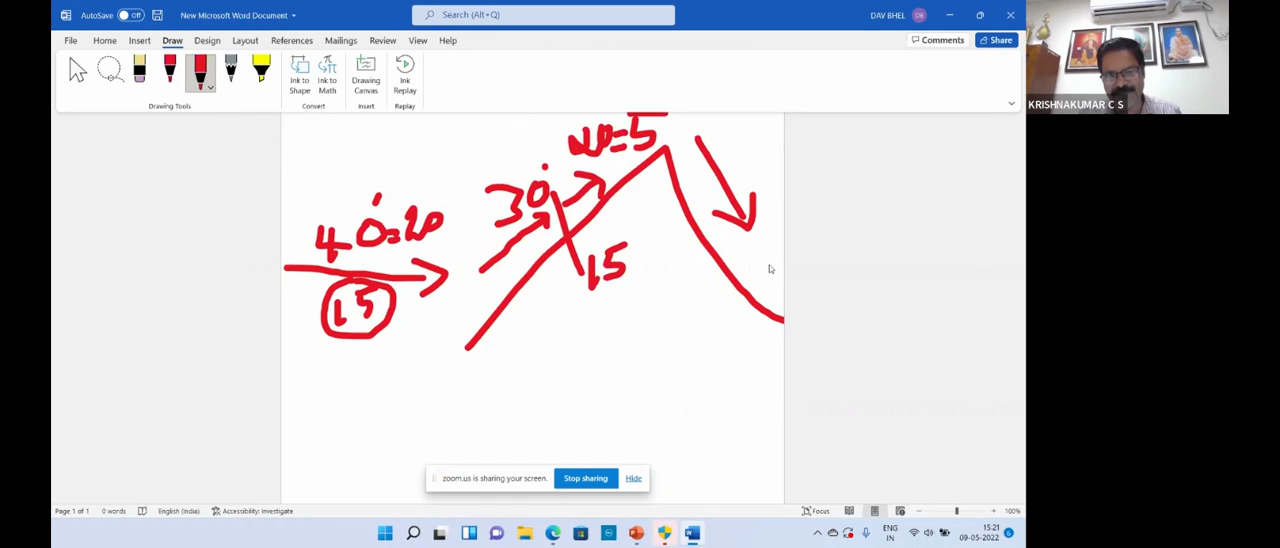 AutoSave Off New Microsoft Word Document Search (Alt+Q) DAV BHEL DB
File Home Insert Draw Design Layout References Mailings Review View Help Comments Share
Ink to Shape Ink to Math Drawing Canvas Ink Replay
Drawing Tools Convert Insert Replay
KRISHNAKUMAR C S
20=5
30
40=20
15
15
zoom.us is sharing your screen. Stop sharing Hide
Page 1 of 1 0 words English (India) Accessibility: Investigate Focus 100%
ENG IN 15:21 09-05-2022 6